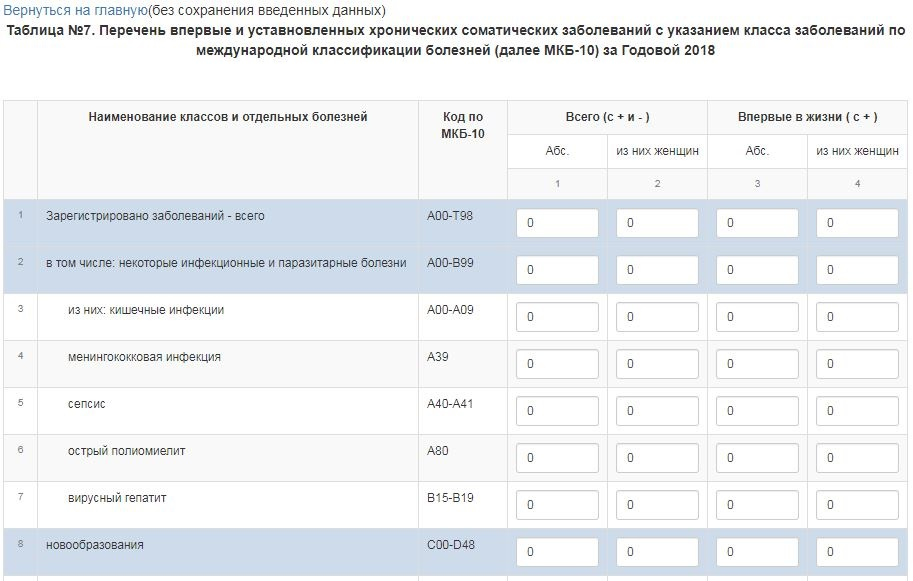 Вернуться на главную(без сохранения введенных данных)
Таблица №7. Перечень впервые и уставновленных хронических соматических заболеваний с указанием класса заболеваний по
международной классификации болезней (далее МКБ-10) за Годовой 2018
Наименование классов и отдельных болезней Код по МКБ-10 Всего (с + и - ) Впервые в жизни ( с + )
Абс. из них женщин Абс. из них женщин
1 2 3 4
1 Зарегистрировано заболеваний - всего A00-T98 0 0 0 0
2 в том числе: некоторые инфекционные и паразитарные болезни A00-B99 0 0 0 0
3 из них: кишечные инфекции A00-A09 0 0 0 0
4 менингококковая инфекция A39 0 0 0 0
5 сепсис A40-A41 0 0 0 0
6 острый полиомиелит A80 0 0 0 0
7 вирусный гепатит B15-B19 0 0 0 0
8 новообразования C00-D48 0 0 0 0